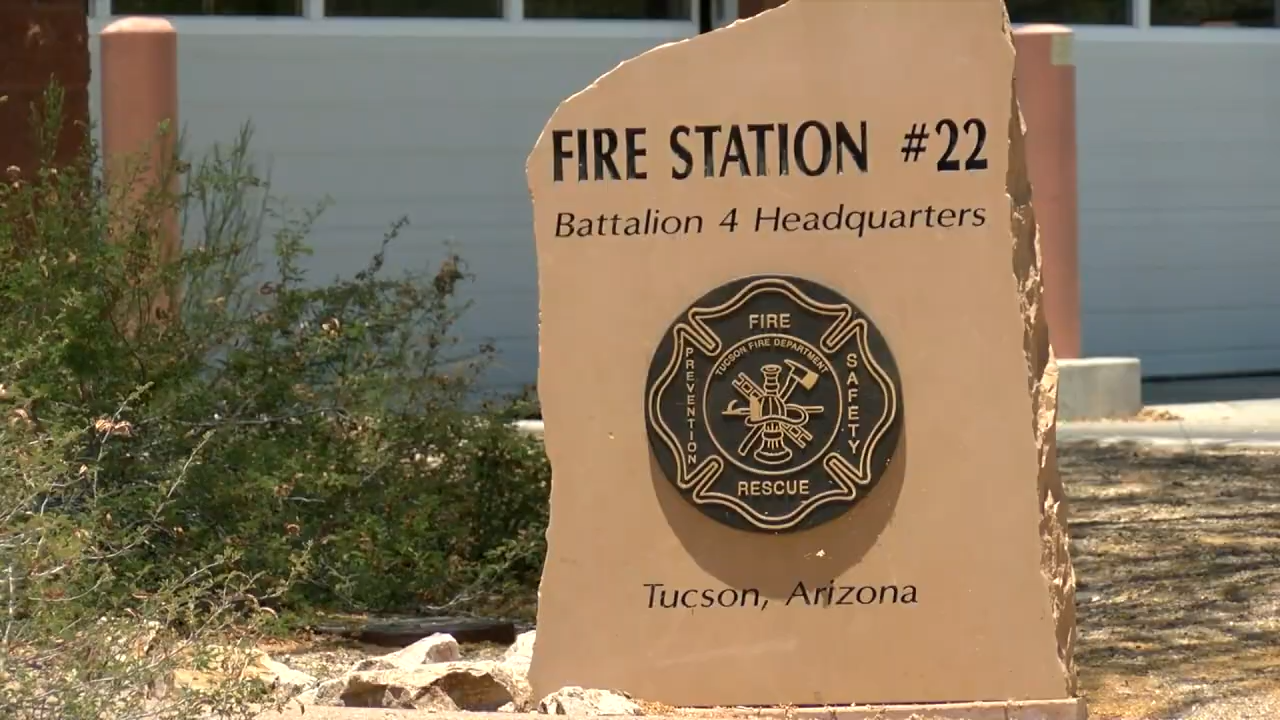 FIRE STATION #22
Battalion 4 Headquarters
FIRE
TUCSON FIRE DEPARTMENT
PREVENTION
SAFETY
RESCUE
Tucson, Arizona